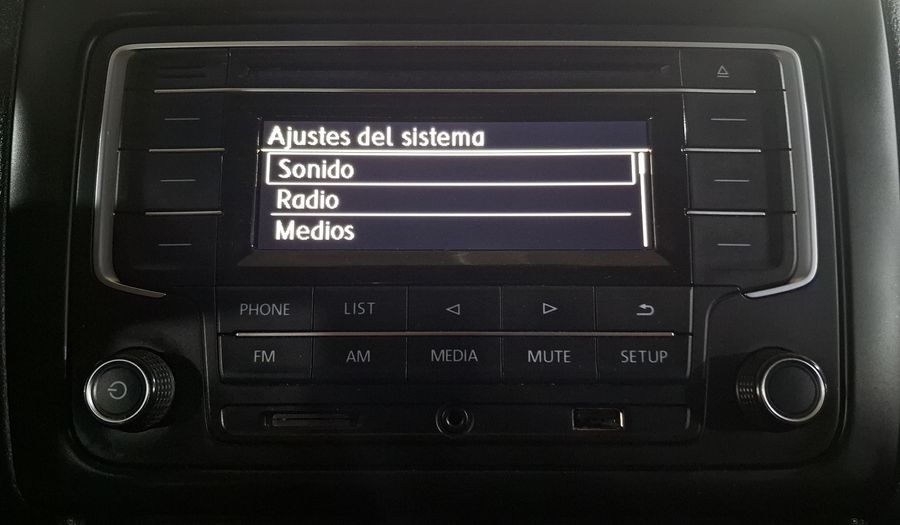 Ajustes del sistema
Sonido
Radio
Medios
PHONE LIST
FM AM MEDIA MUTE SETUP